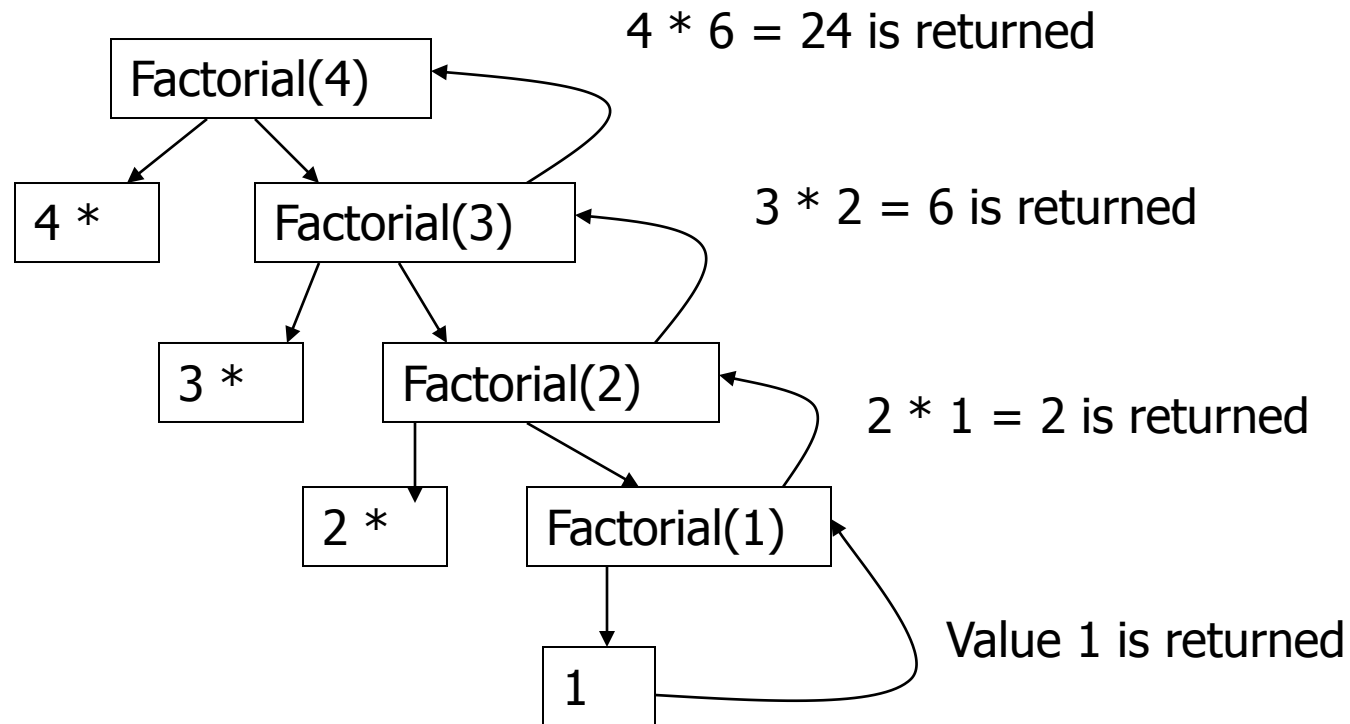 4 * 6 = 24 is returned
Factorial(4)
4 *
Factorial(3)
3 * 2 = 6 is returned
3 *
Factorial(2)
2 * 1 = 2 is returned
2 *
Factorial(1)
Value 1 is returned
1